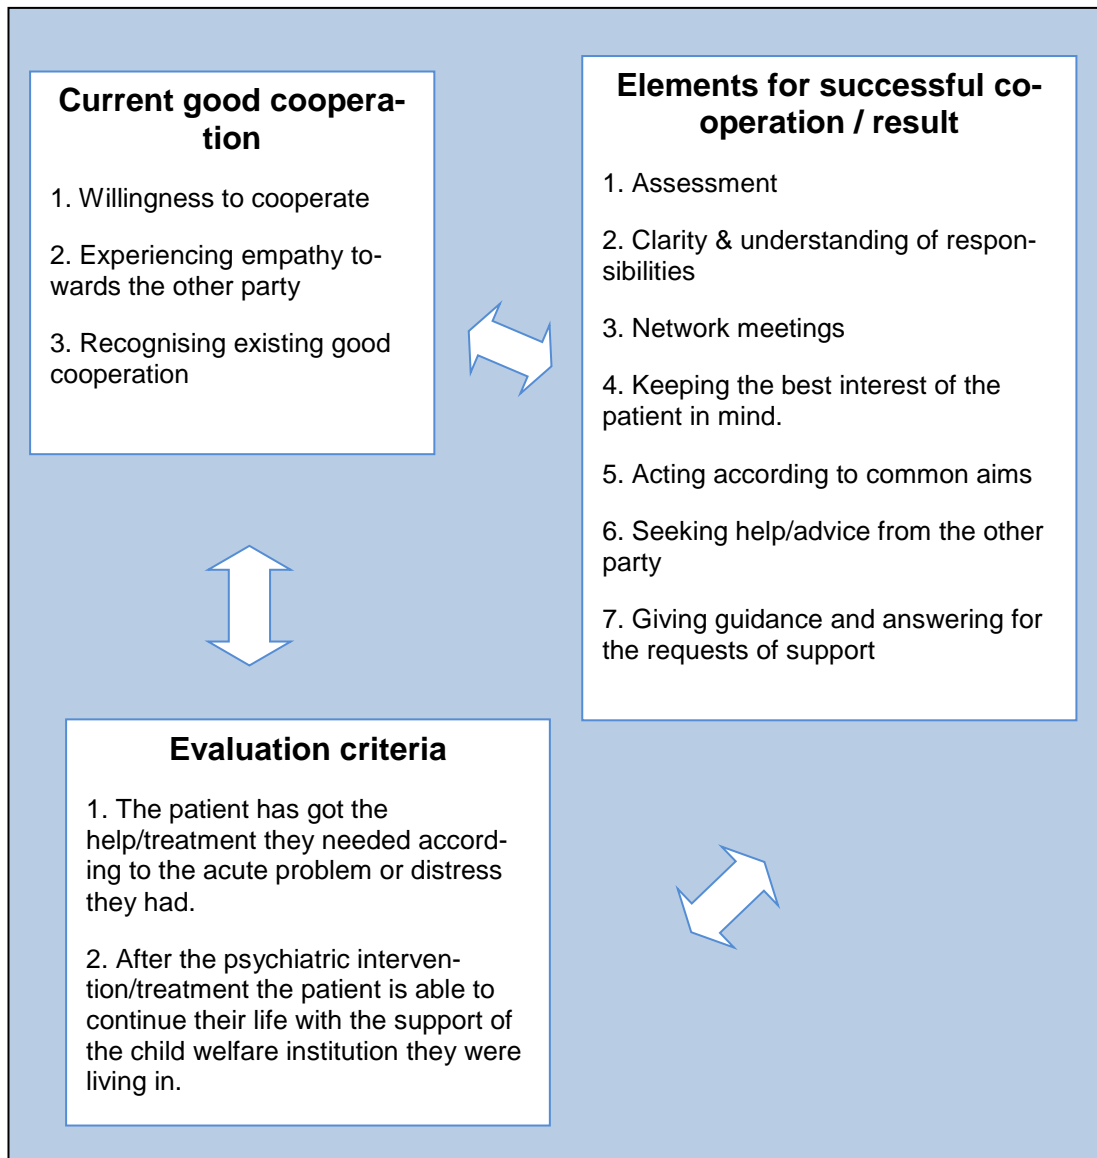 Current good coopera-
tion
1. Willingness to cooperate
2. Experiencing empathy to-
wards the other party
3. Recognising existing good
cooperation
Elements for successful co-
operation / result
1. Assessment
2. Clarity & understanding of respon-
sibilities
3. Network meetings
4. Keeping the best interest of the
patient in mind.
5. Acting according to common aims
6. Seeking help/advice from the other
party
7. Giving guidance and answering for
the requests of support
Evaluation criteria
1. The patient has got the
help/treatment they needed accord-
ing to the acute problem or distress
they had.
2. After the psychiatric interven-
tion/treatment the patient is able to
continue their life with the support of
the child welfare institution they were
living in.